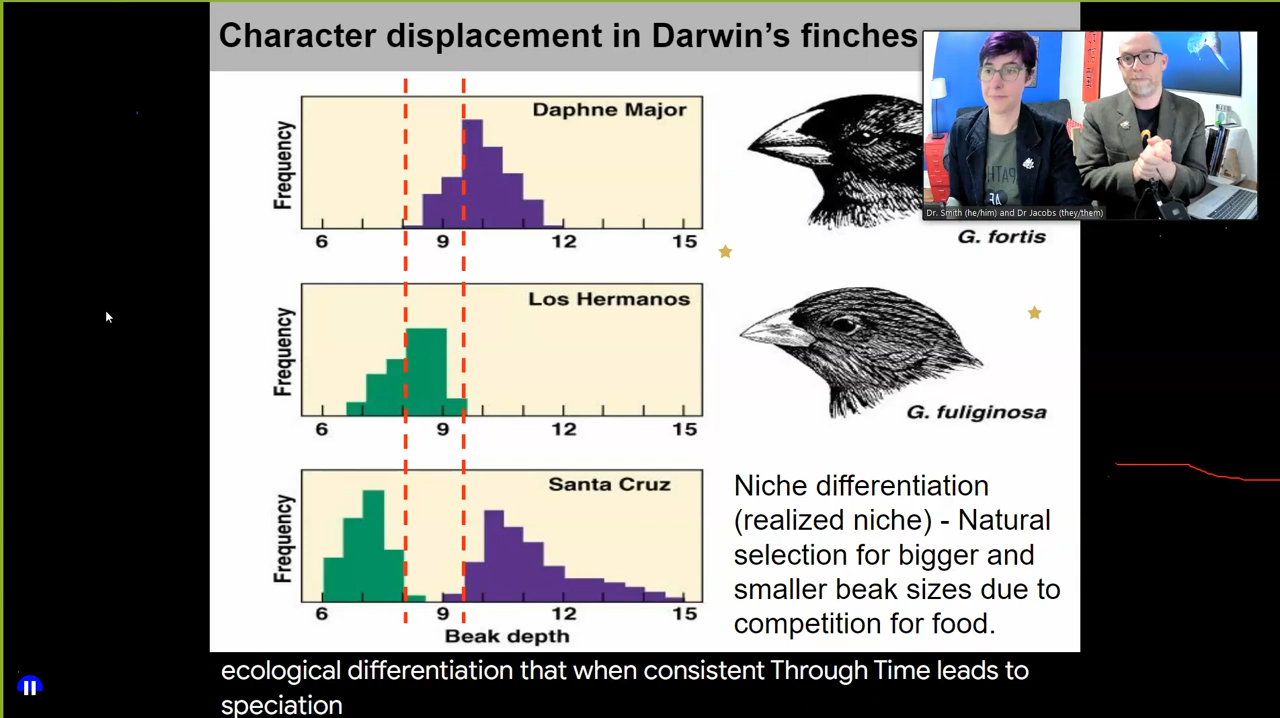 Character displacement in Darwin's finches
Frequency
Daphne Major
6 9 12 15
G. fortis
Dr. Smith (he/him) and Dr Jacobs (they/them)
Frequency
Los Hermanos
6 9 12 15
G. fuliginosa
Frequency
Santa Cruz
6 9 12 15
Beak depth
Niche differentiation
(realized niche) - Natural
selection for bigger and
smaller beak sizes due to
competition for food.
ecological differentiation that when consistent Through Time leads to
speciation